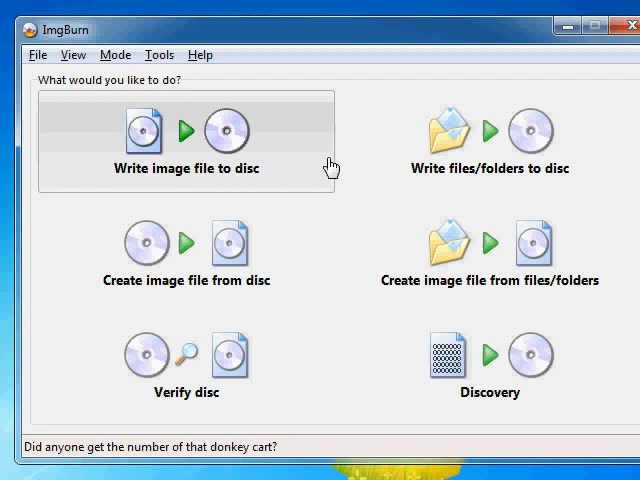 ImgBurn
File View Mode Tools Help
What would you like to do?
Write image file to disc
Write files/folders to disc
Create image file from disc
Create image file from files/folders
Verify disc
Discovery
Did anyone get the number of that donkey cart?